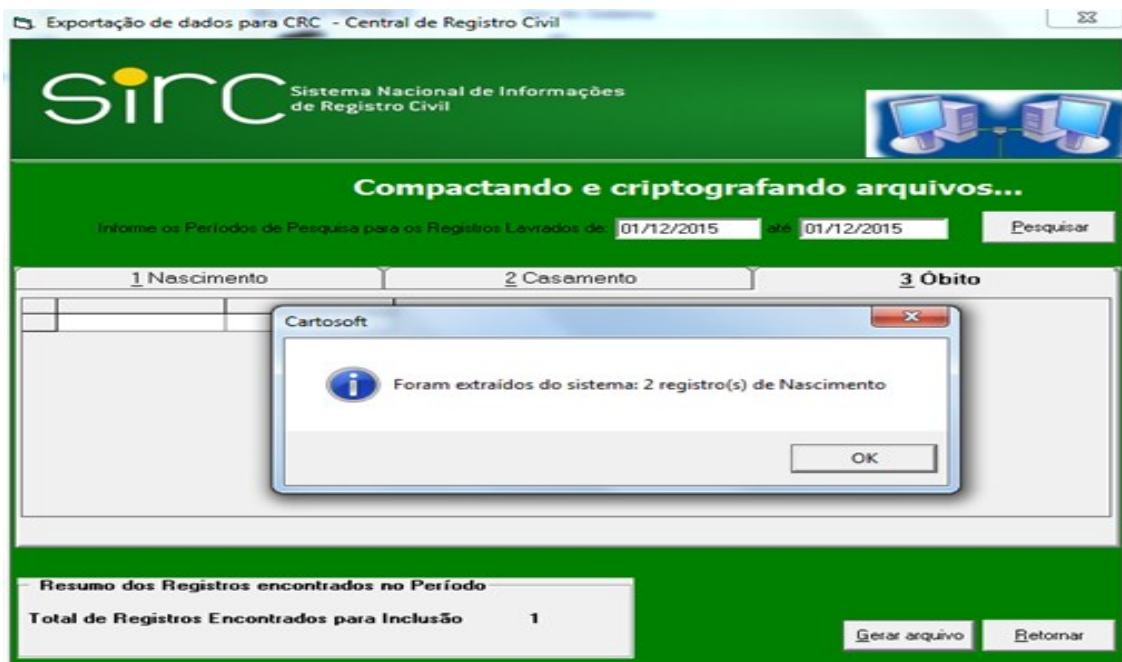 Exportação de dados para CRC - Central de Registro Civil
sirc
Sistema Nacional de Informações
de Registro Civil
Compactando e criptografando arquivos...
Informe os Períodos de Pesquisa para os Registros Lavrados de: 01/12/2015 até 01/12/2015 Pesquisar
1 Nascimento 2 Casamento 3 Óbito
Cartosoft
Foram extraídos do sistema: 2 registro(s) de Nascimento
OK
Resumo dos Registros encontrados no Período
Total de Registros Encontrados para Inclusão 1
Gerar arquivo Retornar